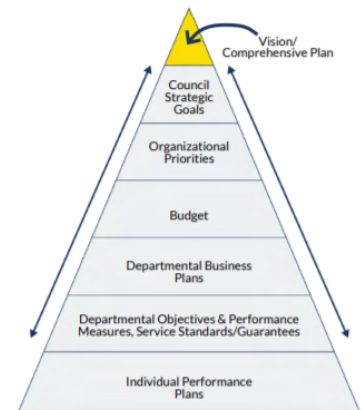 Vision/
Comprehensive Plan
Council
Strategic
Goals
Organizational
Priorities
Budget
Departmental Business
Plans
Departmental Objectives & Performance
Measures, Service Standards/Guarantees
Individual Performance
Plans